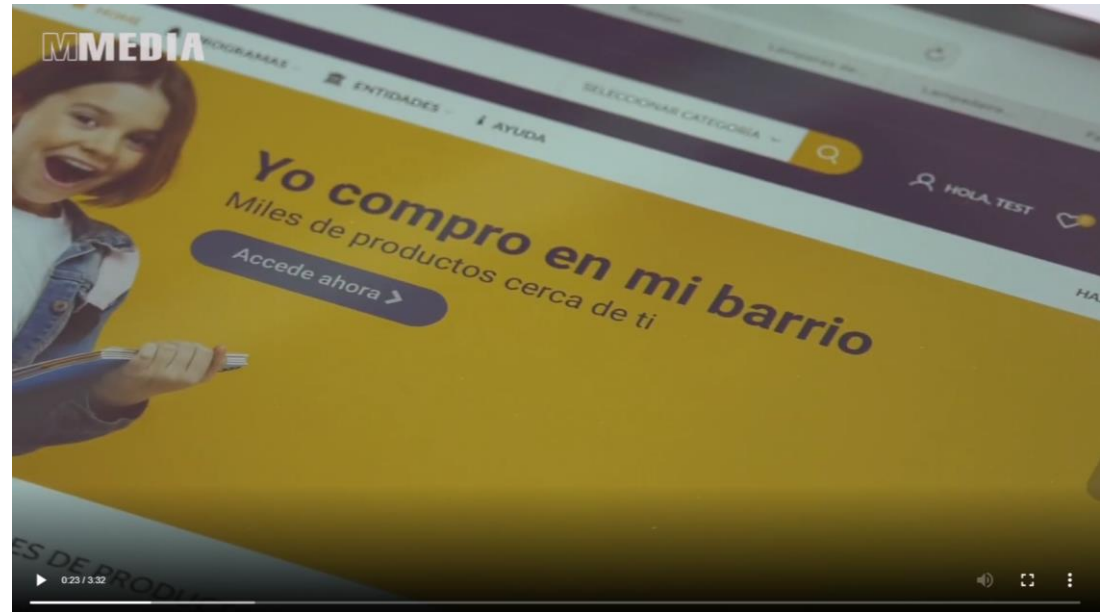 HOME
MMEDIA
PROGRAMAS
ENTIDADES
AYUDA
SELECCIONAR CATEGORÍA
HOLA, TEST
Yo compro en mi barrio
Miles de productos cerca de ti
Accede ahora
0:23 / 3:32